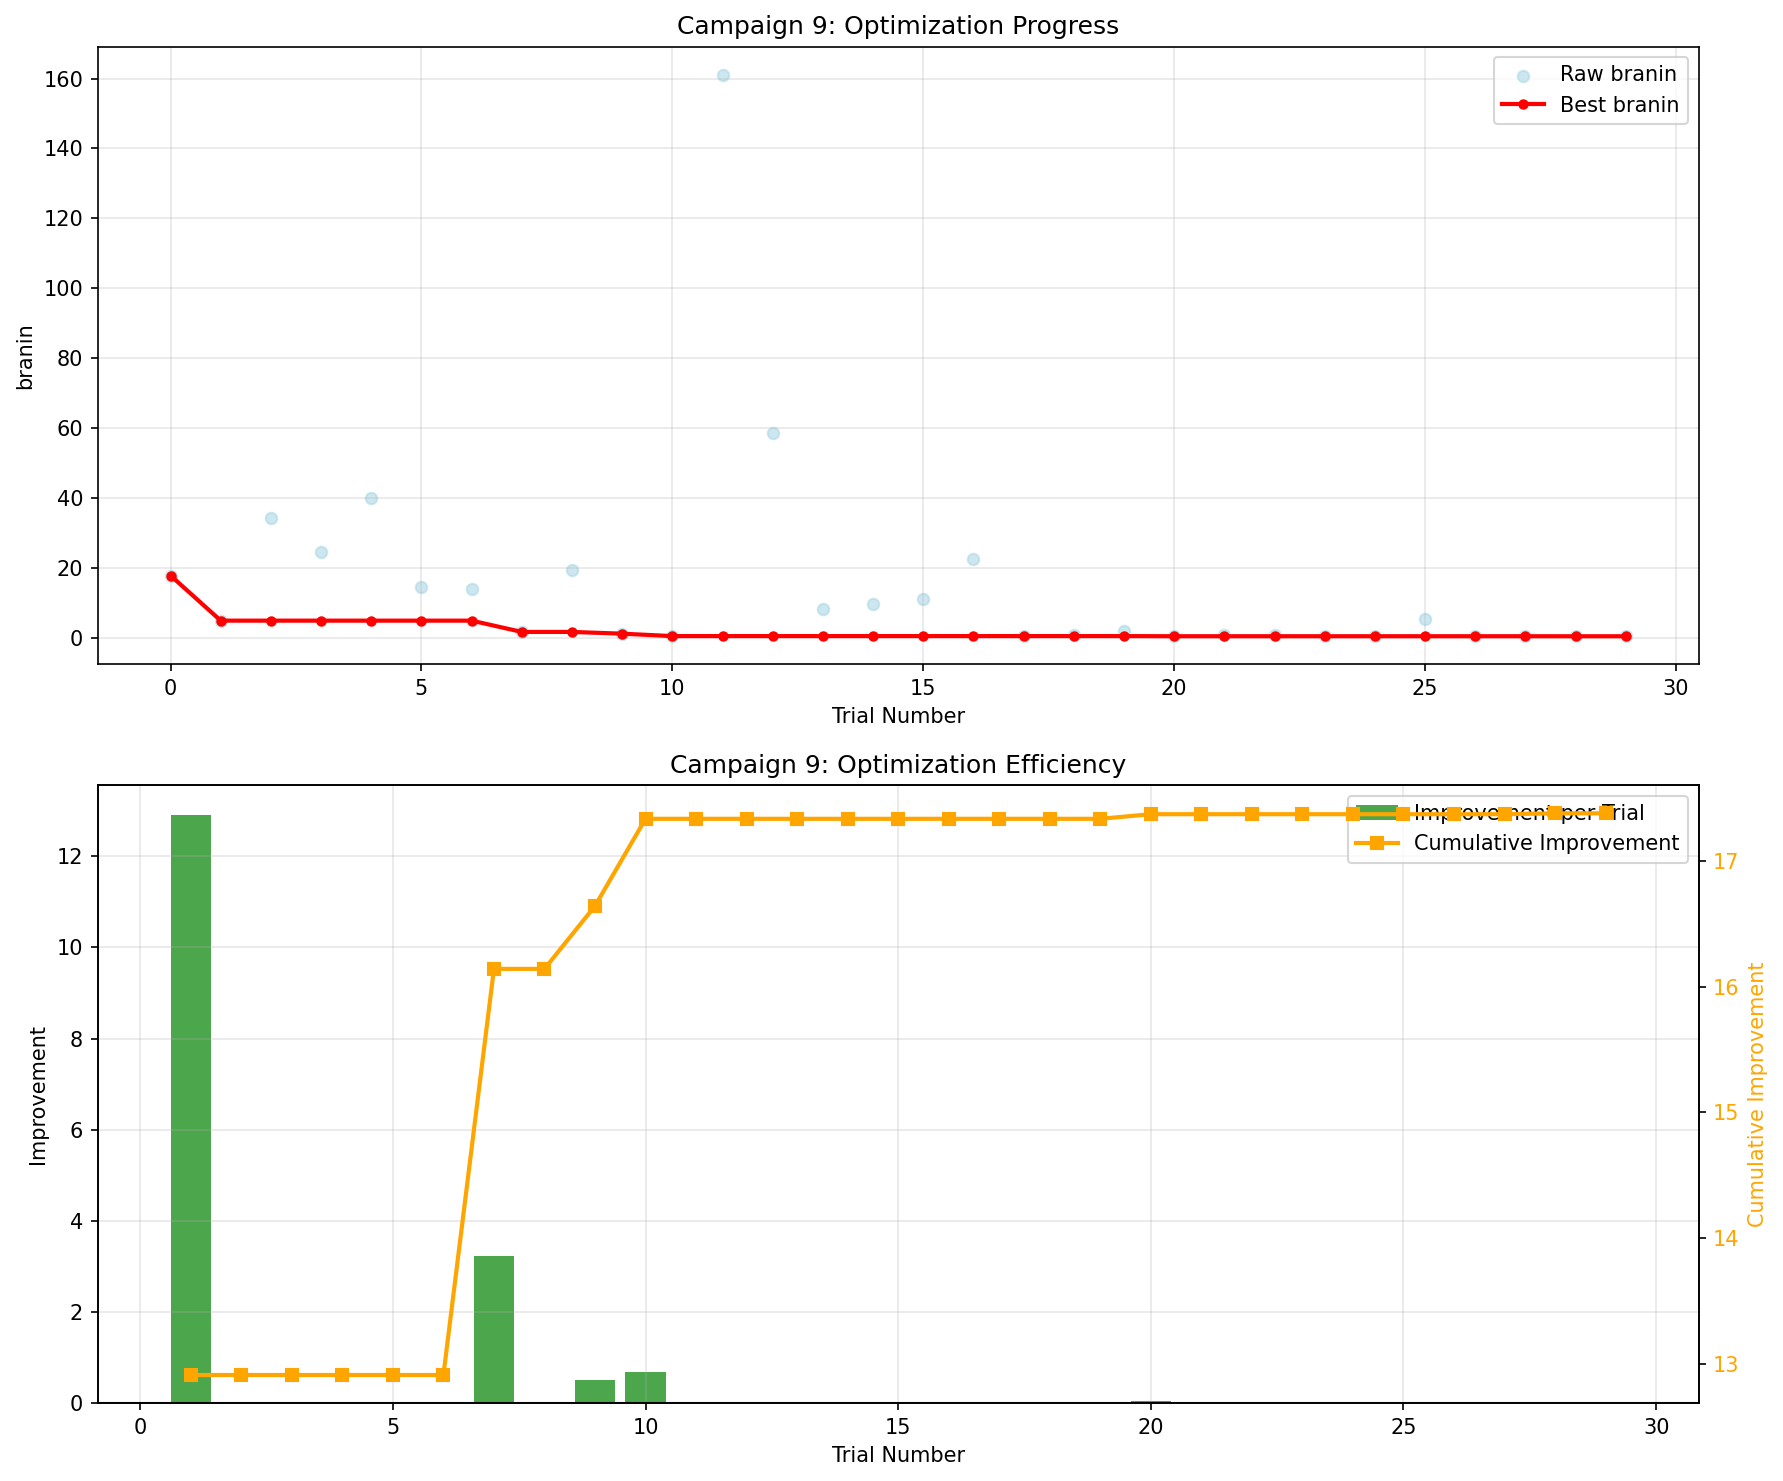 Campaign 9: Optimization Progress
160
140
120
100
80
60
40
20
0
branin
Raw branin
Best branin
0 5 10 15 20 25 30
Trial Number
Campaign 9: Optimization Efficiency
12
10
8
6
4
2
0
Improvement
Improvement per Trial
Cumulative Improvement
17
16
15
14
13
Cumulative Improvement
0 5 10 15 20 25 30
Trial Number